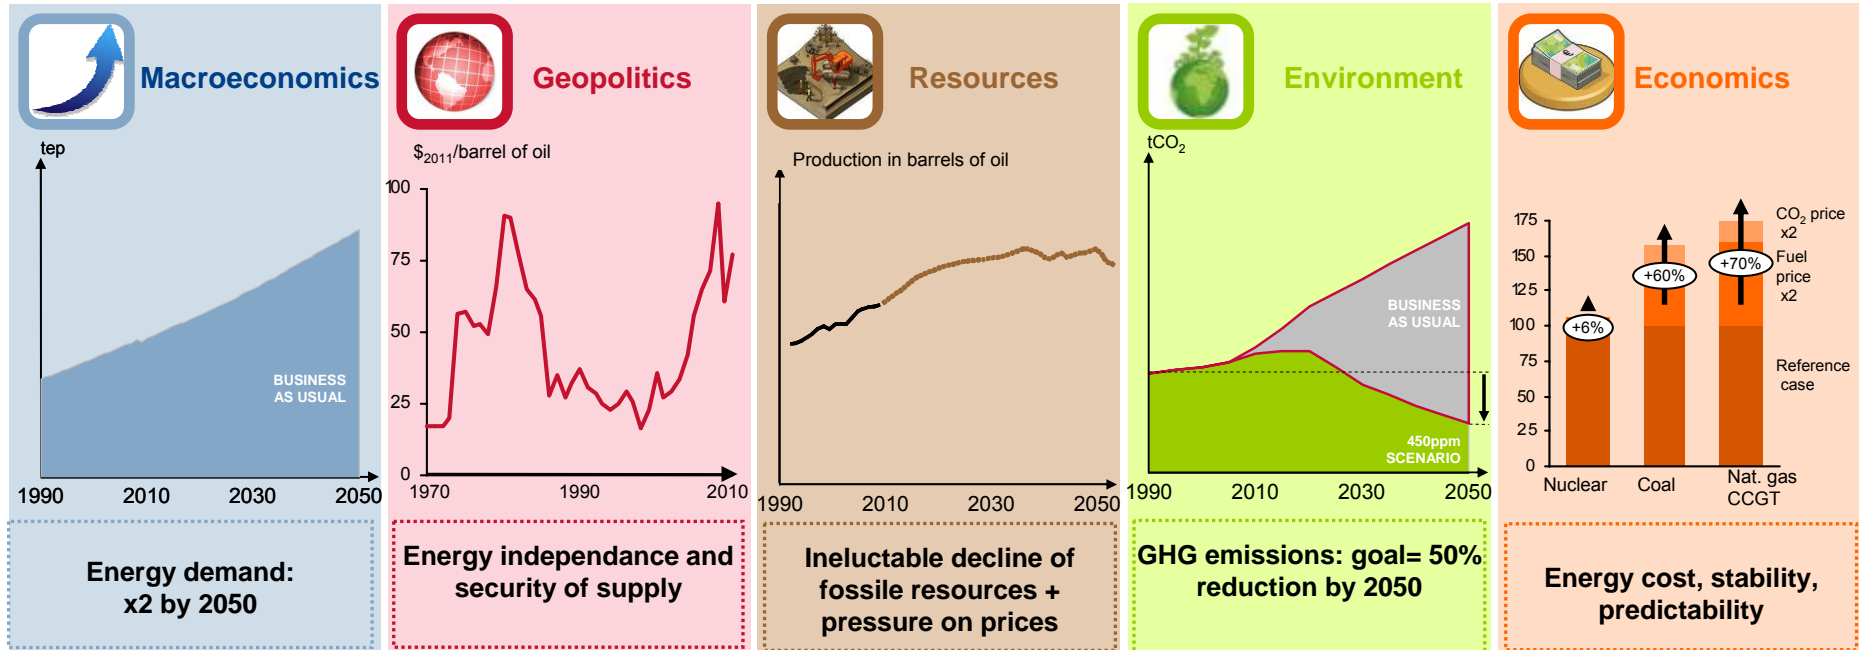 Macroeconomics
tep
BUSINESS
AS USUAL
1990 2010 2030 2050
Energy demand:
x2 by 2050
Geopolitics
$2011/barrel of oil
100
75
50
25
0
1970 1990 2010
Energy independance and
security of supply
Resources
Production in barrels of oil
1990 2010 2030 2050
Ineluctable decline of
fossile resources +
pressure on prices
Environment
tCO2
BUSINESS
AS USUAL
450ppm
SCENARIO
1990 2010 2030 2050
GHG emissions: goal= 50%
reduction by 2050
Economics
175
150
125
100
75
50
25
0
+6%
+60%
+70%
CO2 price
x2
Fuel
price
x2
Reference
case
Nuclear
Coal
Nat. gas
CCGT
Energy cost, stability,
predictability